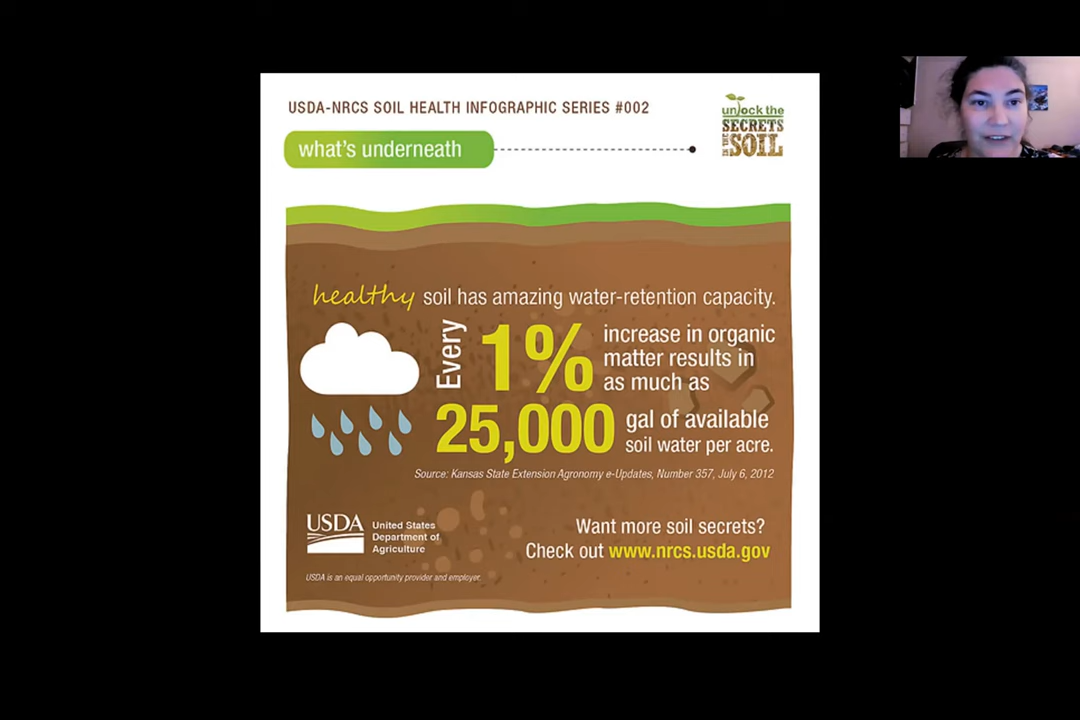 USDA-NRCS SOIL HEALTH INFOGRAPHIC SERIES #002
unlock the
SECRETS
IN THE
SOIL
what's underneath
healthy soil has amazing water-retention capacity.
Every 1% increase in organic
matter results in
as much as
25,000 gal of available
soil water per acre.
Source: Kansas State Extension Agronomy e-Updates, Number 357, July 6, 2012
USDA United States
Department of
Agriculture
Want more soil secrets?
Check out www.nrcs.usda.gov
USDA is an equal opportunity provider and employer.